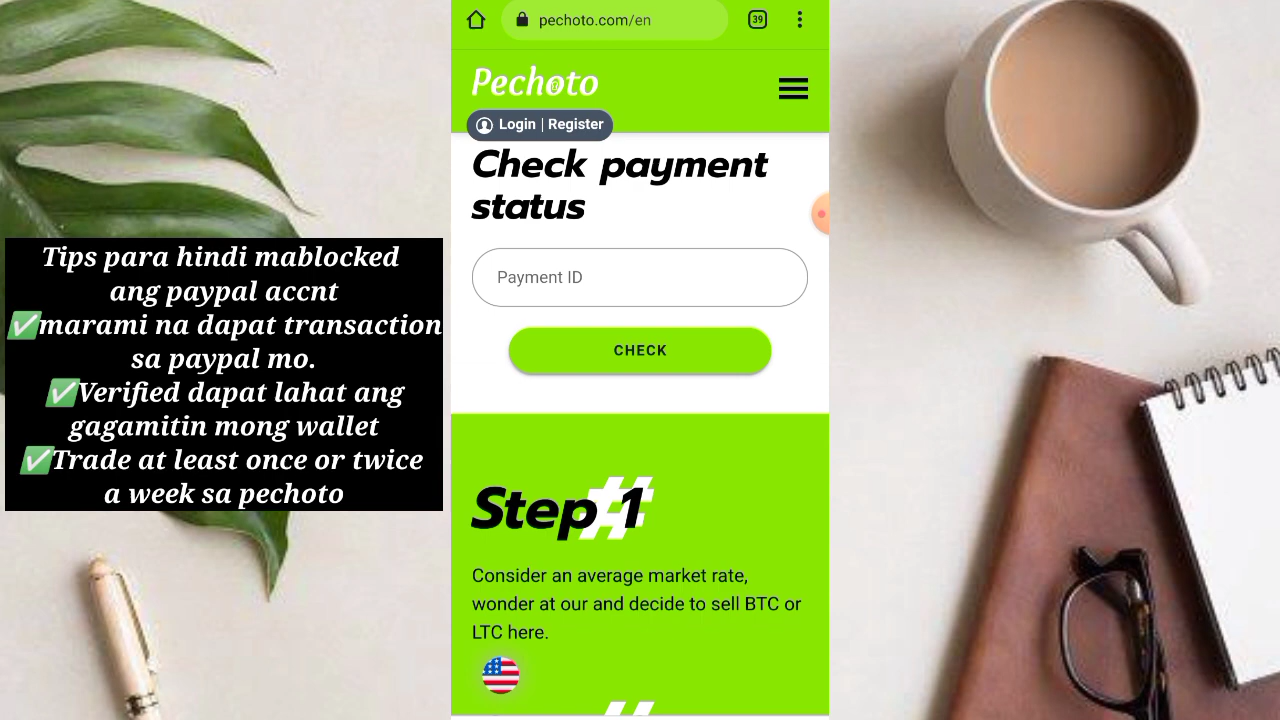 pechoto.com/en
39
Pechoto
Login | Register
Check payment
status
Payment ID
CHECK
Step 1
#
Consider an average market rate,
wonder at our and decide to sell BTC or
LTC here.
Tips para hindi mablocked
ang paypal accnt
✅marami na dapat transaction
sa paypal mo.
✅Verified dapat lahat ang
gagamitin mong wallet
✅Trade at least once or twice
a week sa pechoto